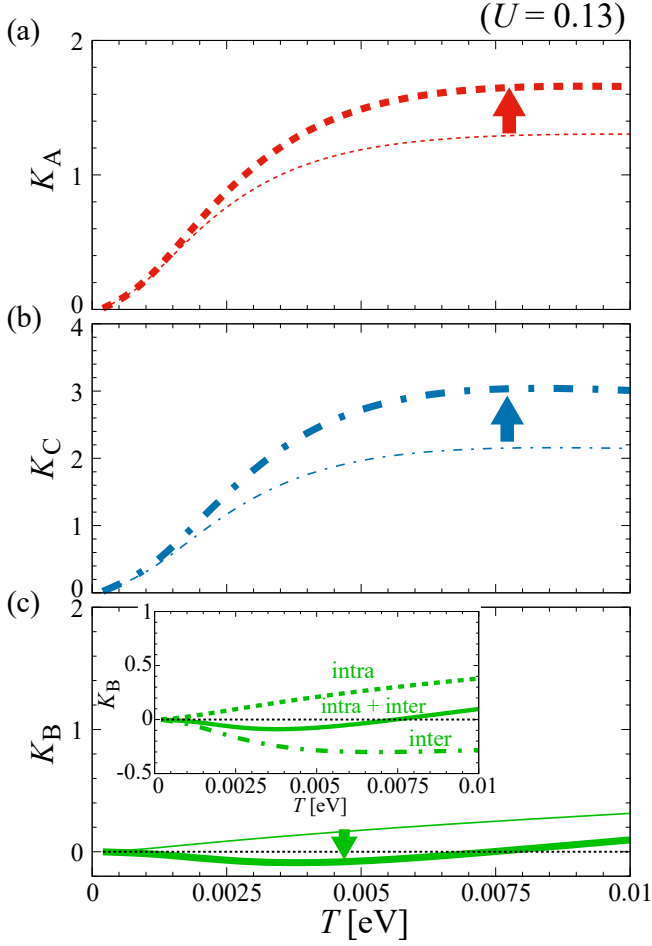 (U = 0.13)
(a)
2
1
0
K_A
(b)
4
3
2
1
0
K_C
(c)
2
1
0
K_B
1
0.5
0
-0.5
K_B
intra
intra + inter
inter
0 0.0025 0.005 0.0075 0.01
T [eV]
0 0.0025 0.005 0.0075 0.01
T [eV]